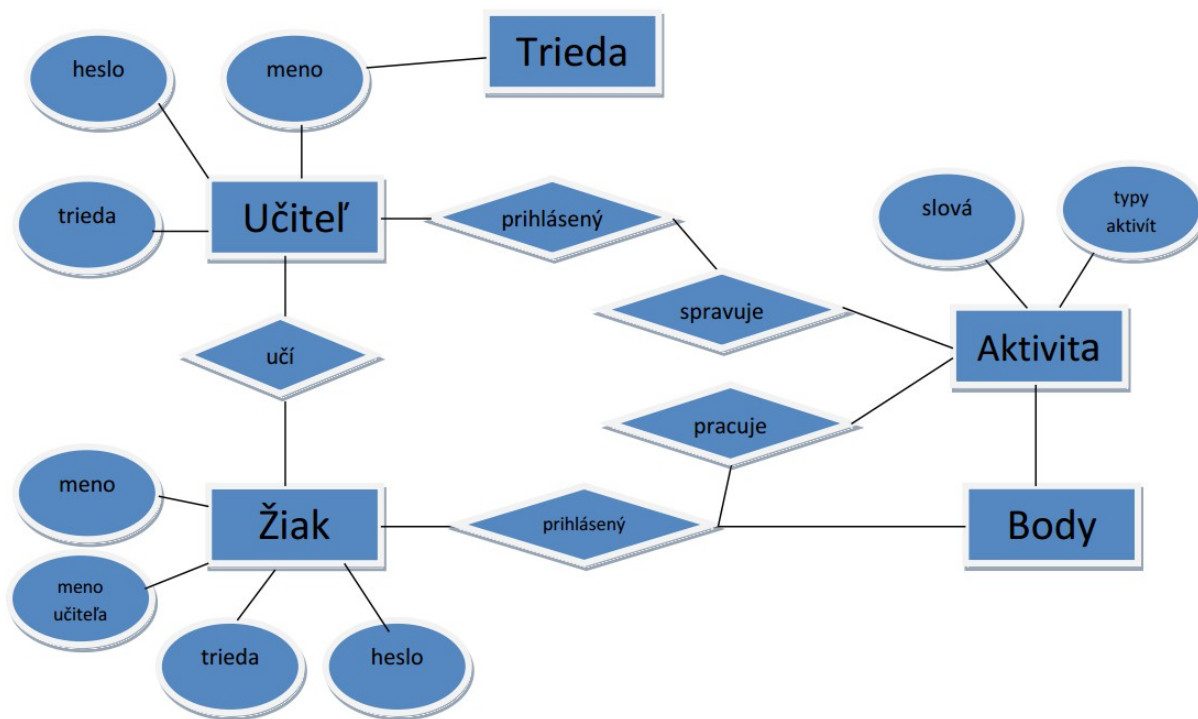 Trieda
heslo
meno
trieda
Učiteľ
prihlásený
slová
typy
aktivít
spravuje
učí
Aktivita
pracuje
meno
Žiak
prihlásený
Body
meno
učiteľa
trieda
heslo